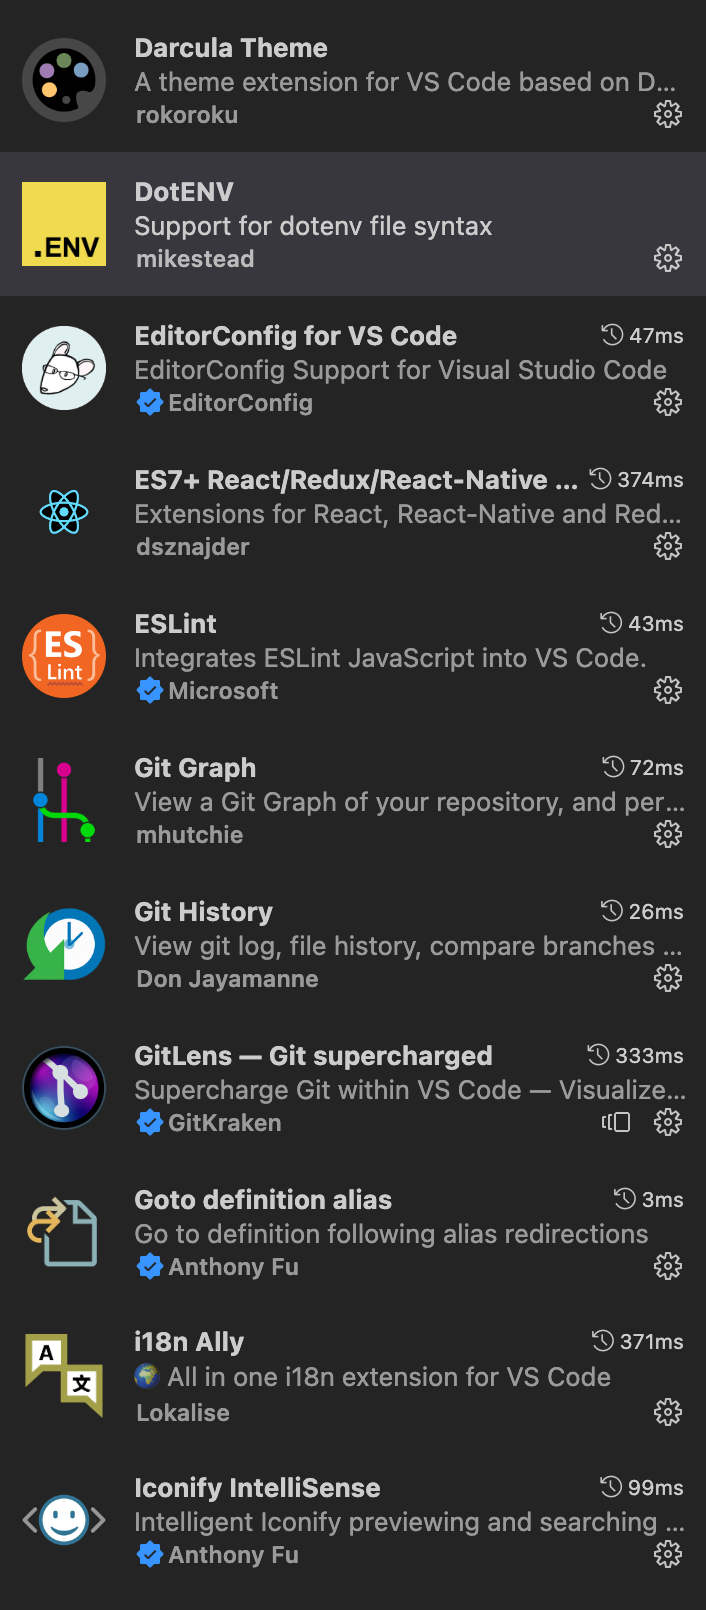 Darcula Theme
A theme extension for VS Code based on D...
rokoroku
.ENV
DotENV
Support for dotenv file syntax
mikestead
EditorConfig for VS Code 47ms
EditorConfig Support for Visual Studio Code
EditorConfig
ES7+ React/Redux/React-Native ... 374ms
Extensions for React, React-Native and Red...
dsznajder
{ES Lint}
ESLint 43ms
Integrates ESLint JavaScript into VS Code.
Microsoft
Git Graph 72ms
View a Git Graph of your repository, and per...
mhutchie
Git History 26ms
View git log, file history, compare branches ...
Don Jayamanne
GitLens — Git supercharged 333ms
Supercharge Git within VS Code — Visualize...
GitKraken
Goto definition alias 3ms
Go to definition following alias redirections
Anthony Fu
A 文
i18n Ally 371ms
🌍 All in one i18n extension for VS Code
Lokalise
Iconify IntelliSense 99ms
Intelligent Iconify previewing and searching ...
Anthony Fu